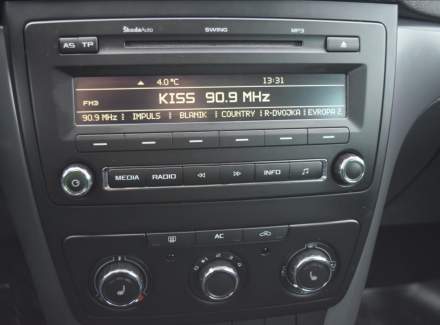 ŠkodaAuto SWING MP3
AS TP
4.0°C 13:31
KISS 90.9 MHz
FM3
90.9 MHz | IMPULS | BLANIK | COUNTRY | R-DVOJKA | EVROPA 2
MEDIA RADIO INFO
AC